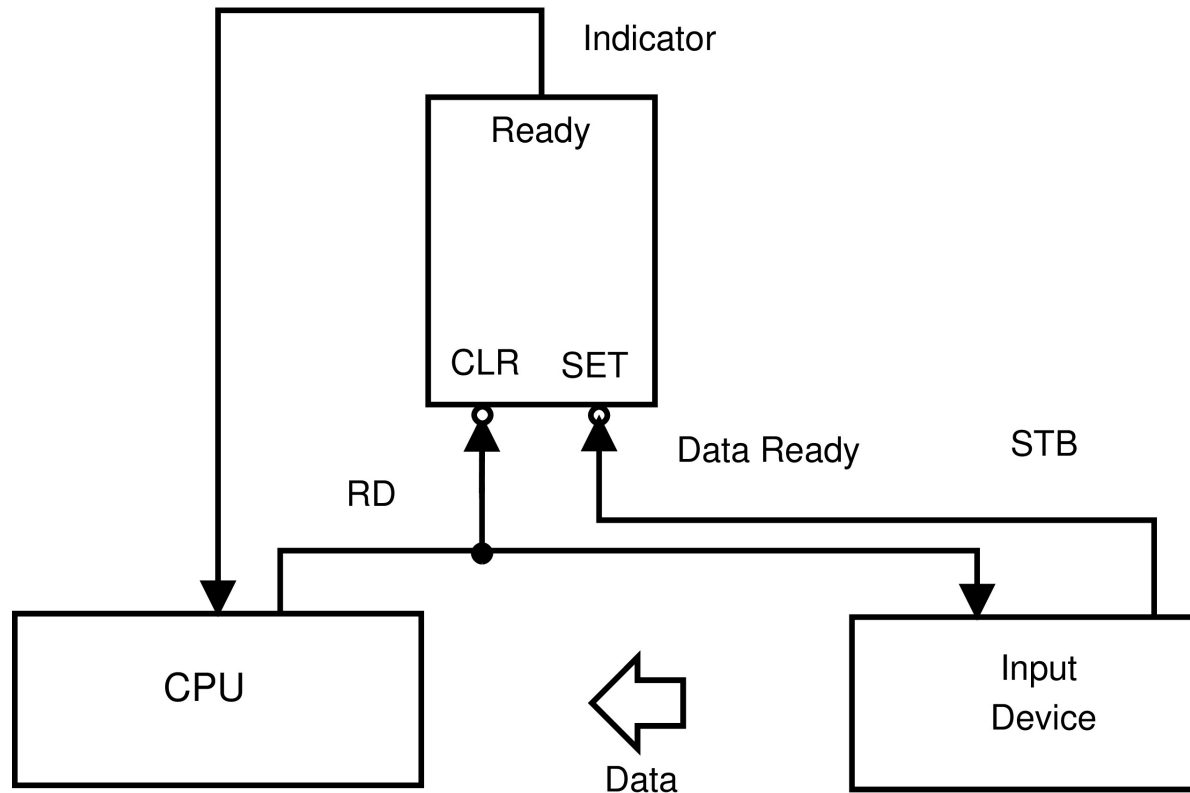 Indicator
Ready
CLR SET
Data Ready
STB
RD
CPU
Input
Device
Data